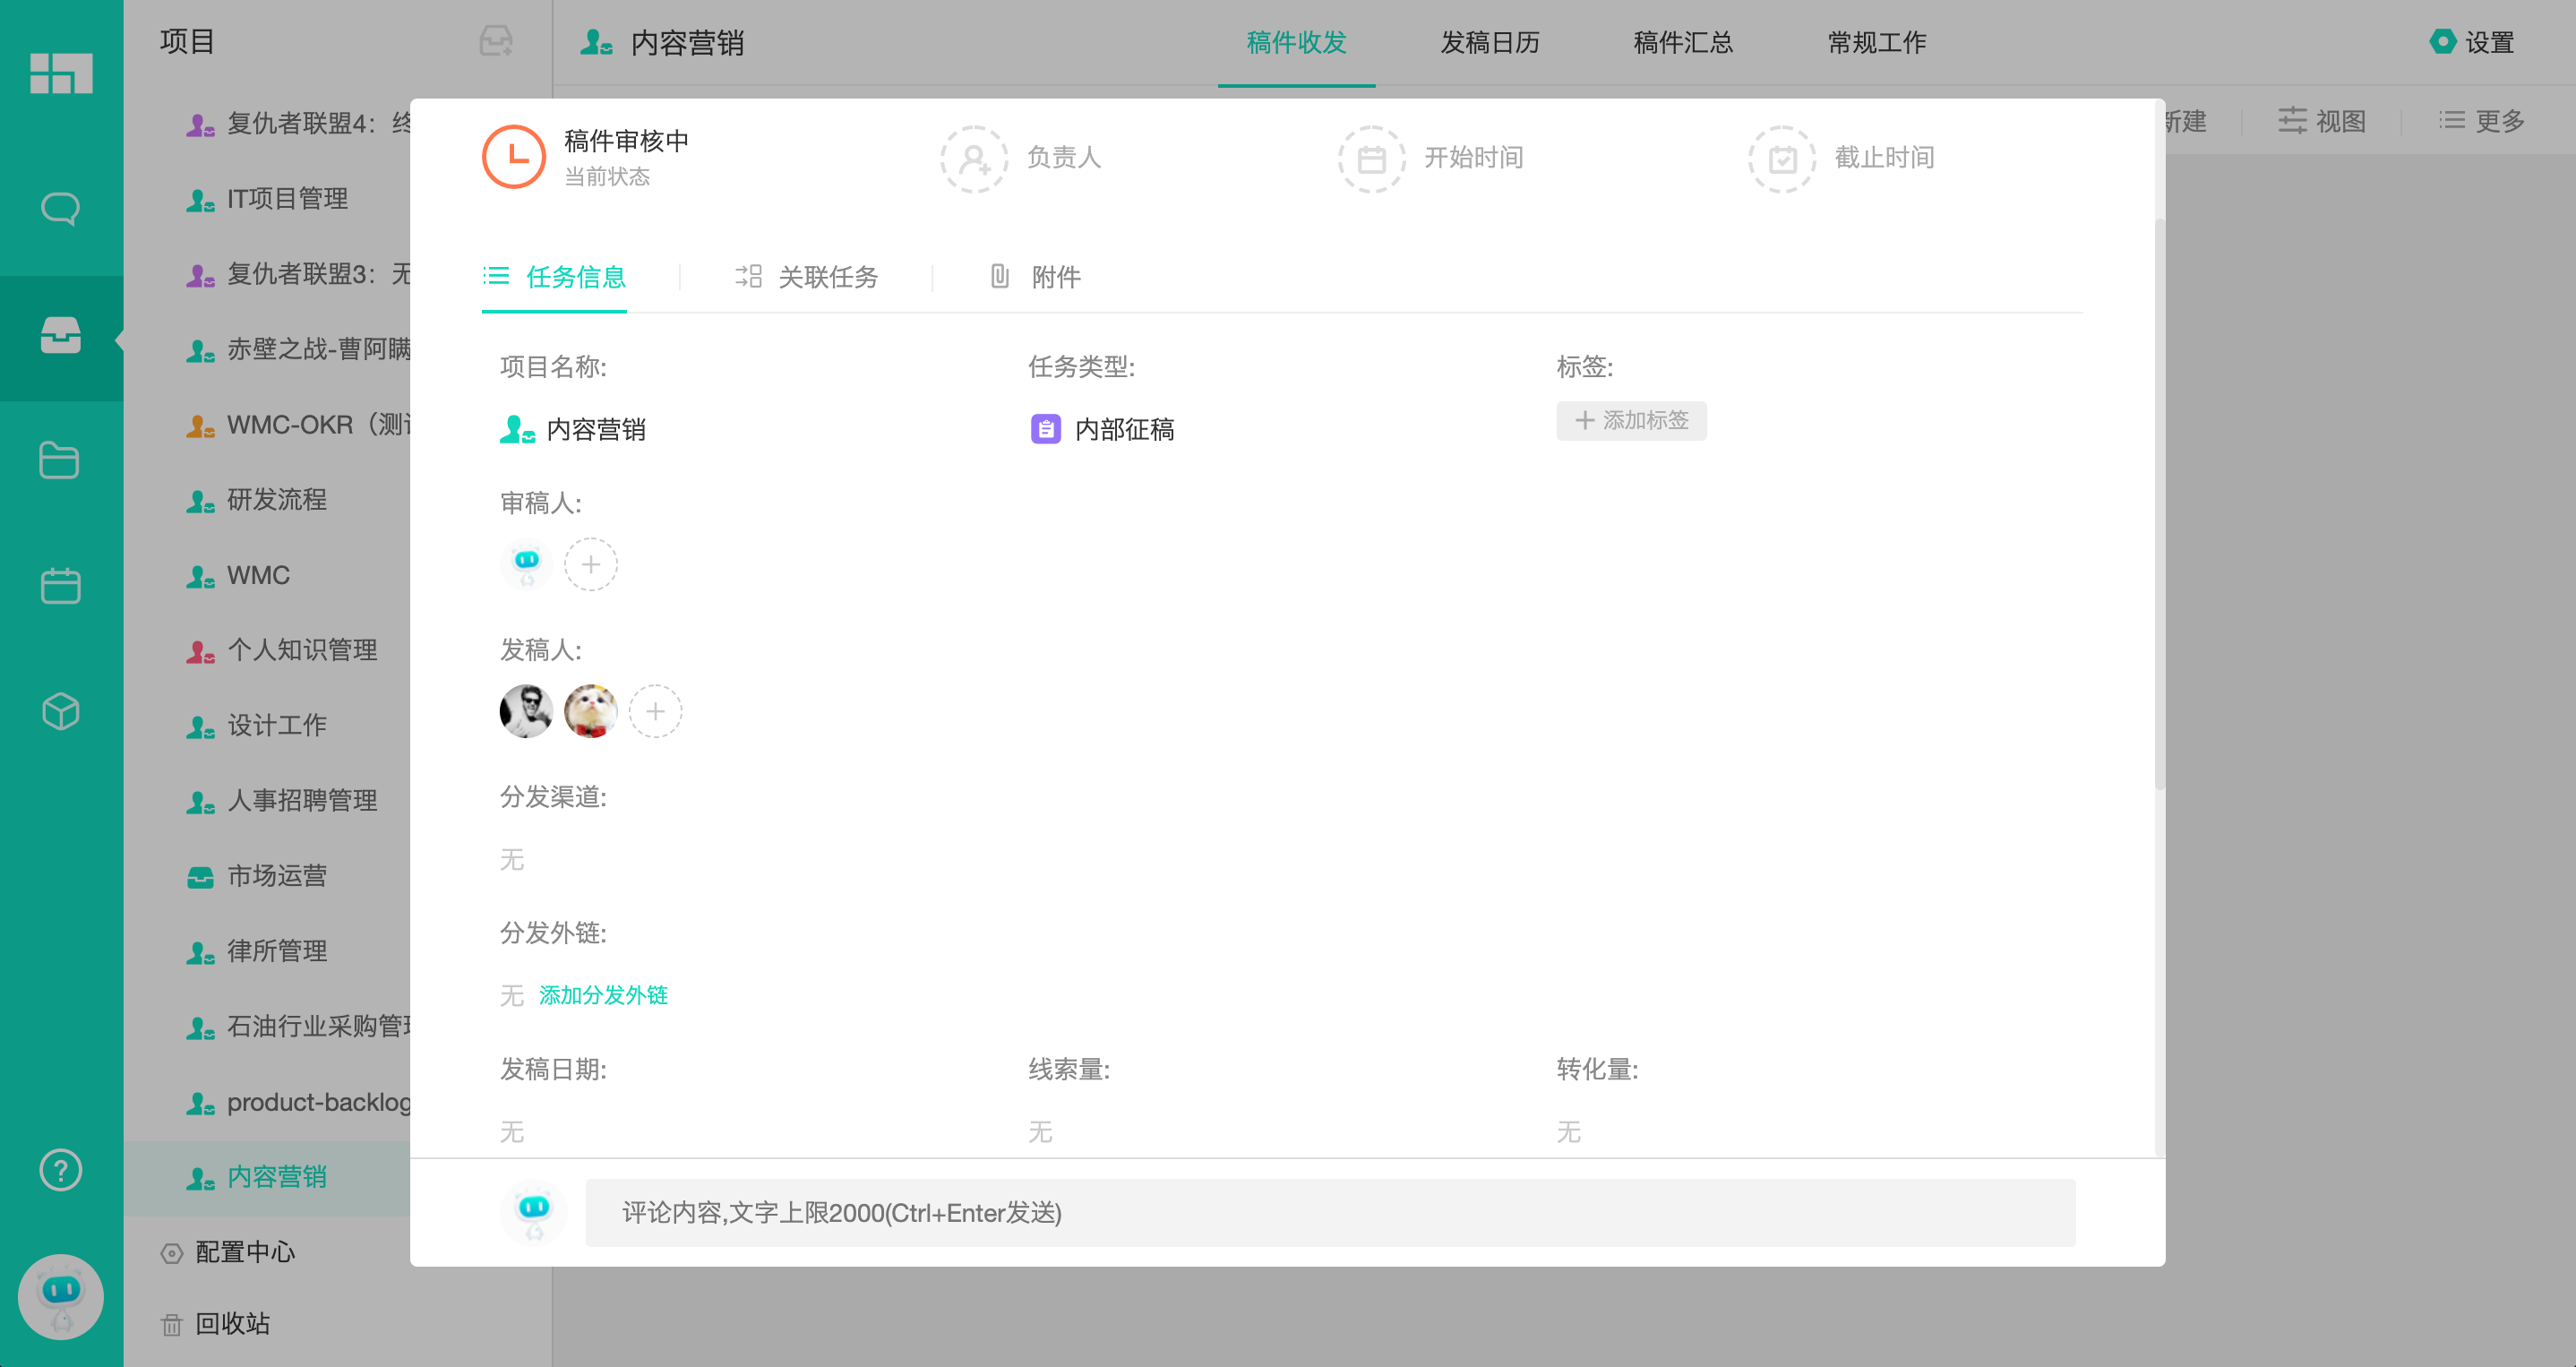 项目
内容营销
稿件收发
发稿日历
稿件汇总
常规工作
设置
新建
视图
更多
复仇者联盟4：终
IT项目管理
复仇者联盟3：无
赤壁之战-曹阿瞒
WMC-OKR（测试
研发流程
WMC
个人知识管理
设计工作
人事招聘管理
市场运营
律所管理
石油行业采购管理
product-backlog
内容营销
配置中心
回收站
稿件审核中
当前状态
负责人
开始时间
截止时间
任务信息
关联任务
附件
项目名称:
任务类型:
标签:
内容营销
内部征稿
添加标签
审稿人:
发稿人:
分发渠道:
无
分发外链:
无 添加分发外链
发稿日期:
线索量:
转化量:
无
无
无
评论内容,文字上限2000(Ctrl+Enter发送)